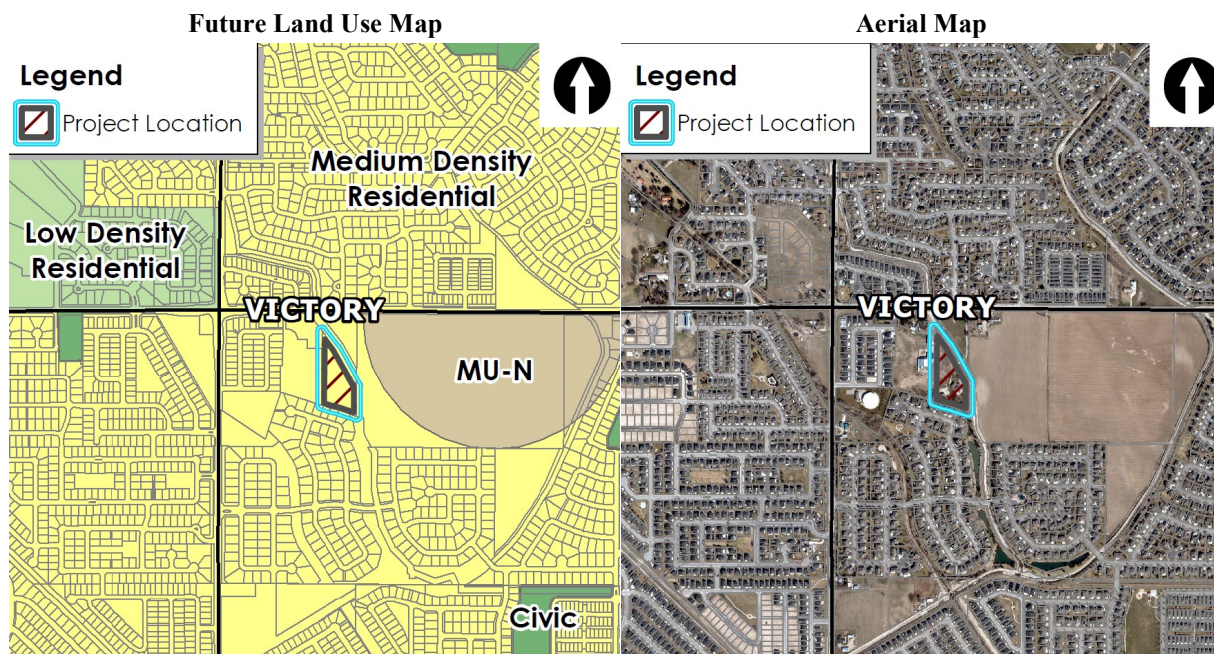 Future Land Use Map
Legend
Project Location
Medium Density
Residential
Low Density
Residential
VICTORY
MU-N
Civic
Aerial Map
Legend
Project Location
VICTORY